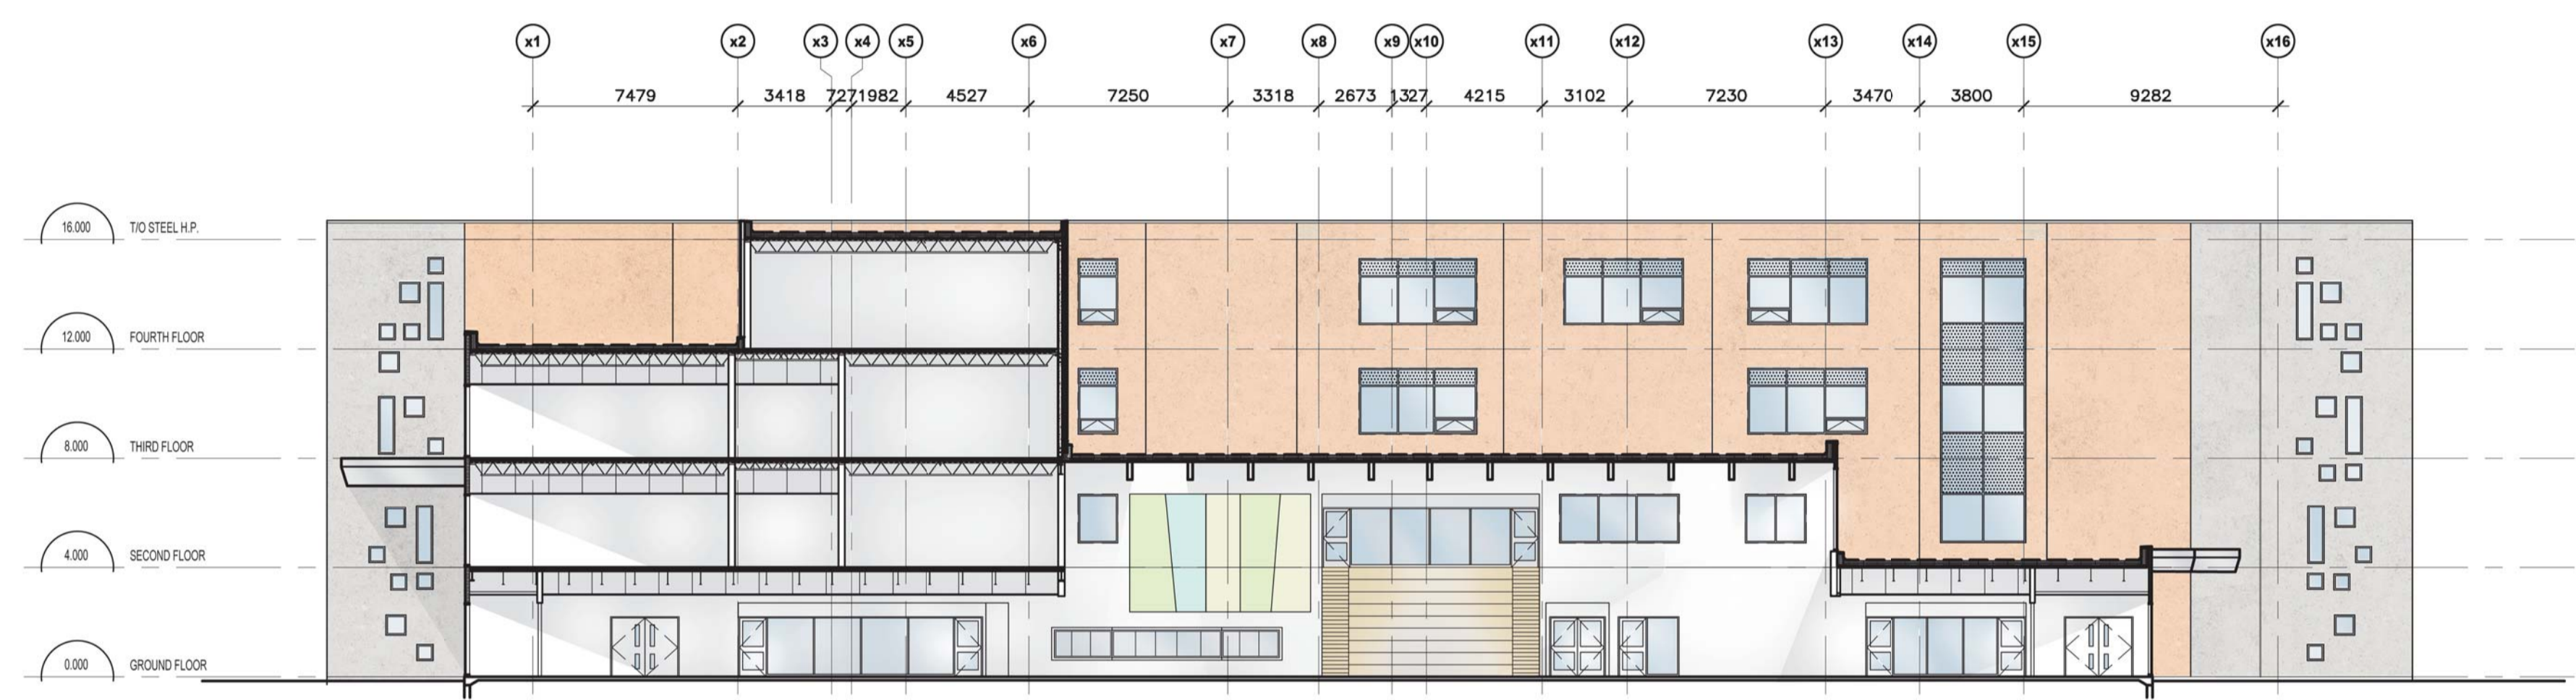 x1 x2 x3 x4 x5 x6 x7 x8 x9 x10 x11 x12 x13 x14 x15 x16
7479 3418 727 1982 4527 7250 3318 2673 1327 4215 3102 7230 3470 3800 9282
16.000 T/O STEEL H.P.
12.000 FOURTH FLOOR
8.000 THIRD FLOOR
4.000 SECOND FLOOR
0.000 GROUND FLOOR